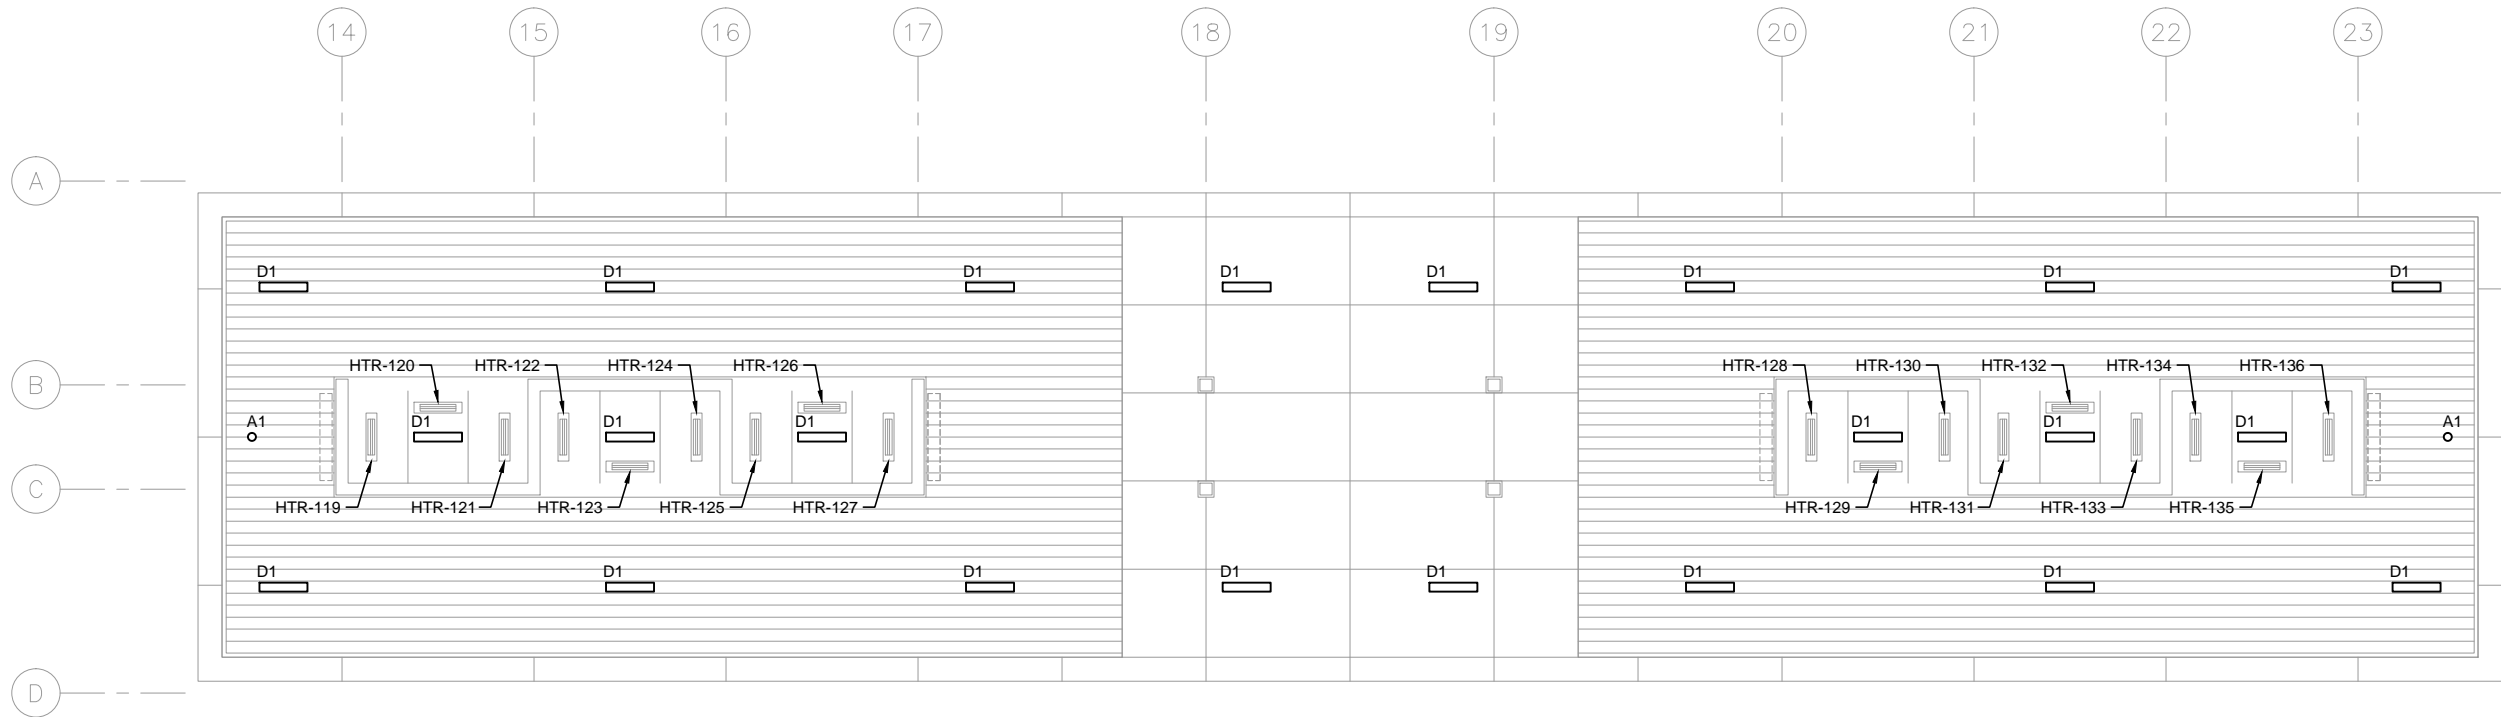 14 15 16 17 18 19 20 21 22 23
A
D1 D1 D1 D1 D1 D1 D1 D1
HTR-120 HTR-122 HTR-124 HTR-126 HTR-128 HTR-130 HTR-132 HTR-134 HTR-136
B
A1 D1 D1 D1 D1 D1 D1 A1
C
HTR-119 HTR-121 HTR-123 HTR-125 HTR-127 HTR-129 HTR-131 HTR-133 HTR-135
D1 D1 D1 D1 D1 D1 D1 D1
D